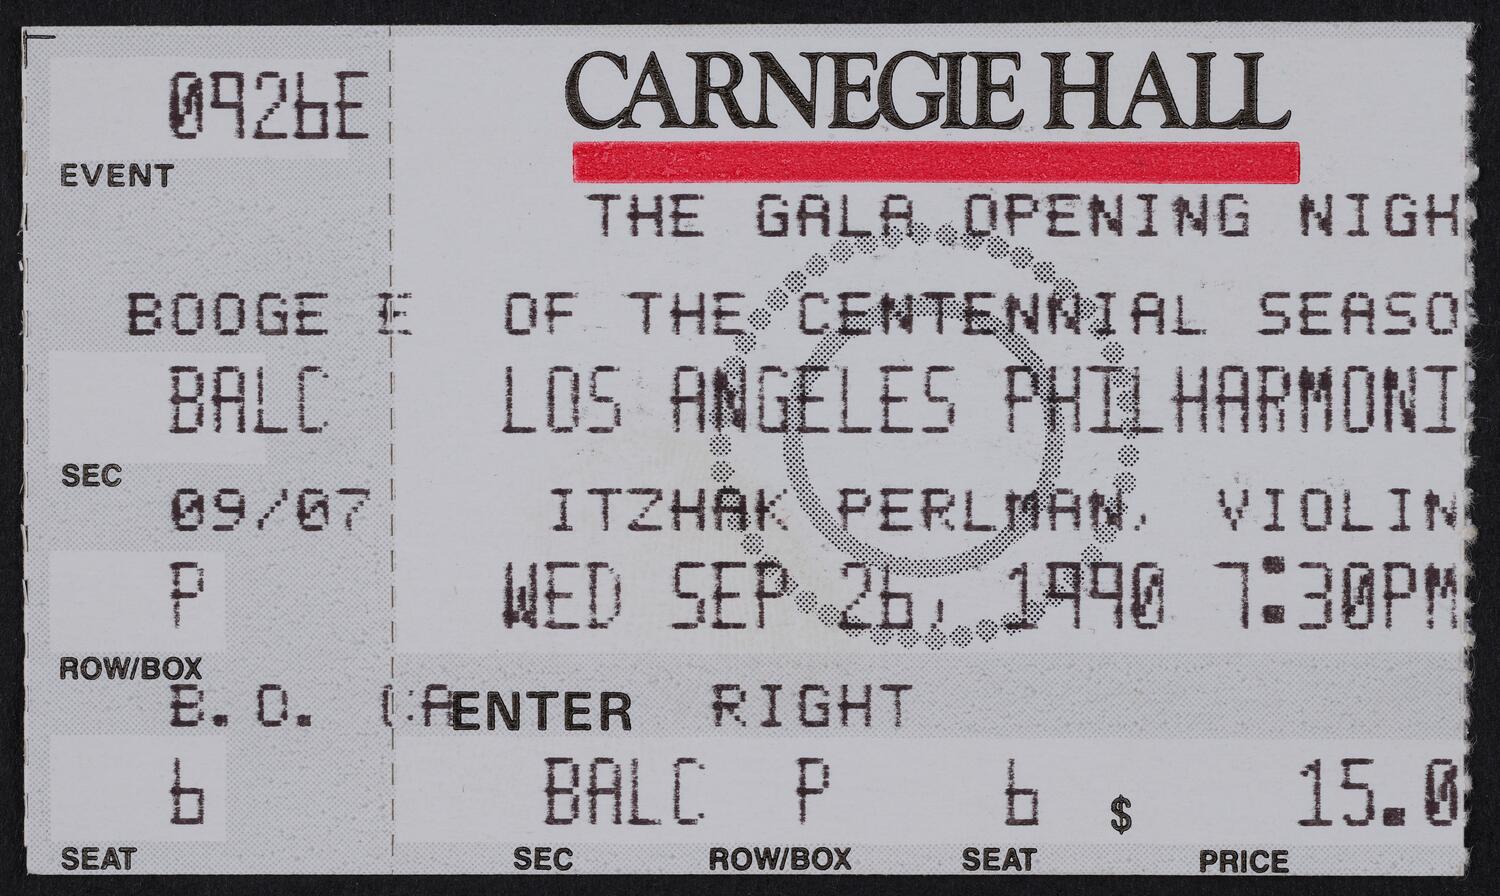 0926E
EVENT
CARNEGIE HALL
THE GALA OPENING NIGH
BODGE E OF THE CENTENNIAL SEASO
BALC LOS ANGELES PHILHARMONI
SEC
09/07 ITZHAK PERLMAN, VIOLIN
P WED SEP 26, 1990 7:30PM
ROW/BOX
B.O. CA ENTER RIGHT
6 BALC P 6 $ 15.0
SEAT SEC ROW/BOX SEAT PRICE